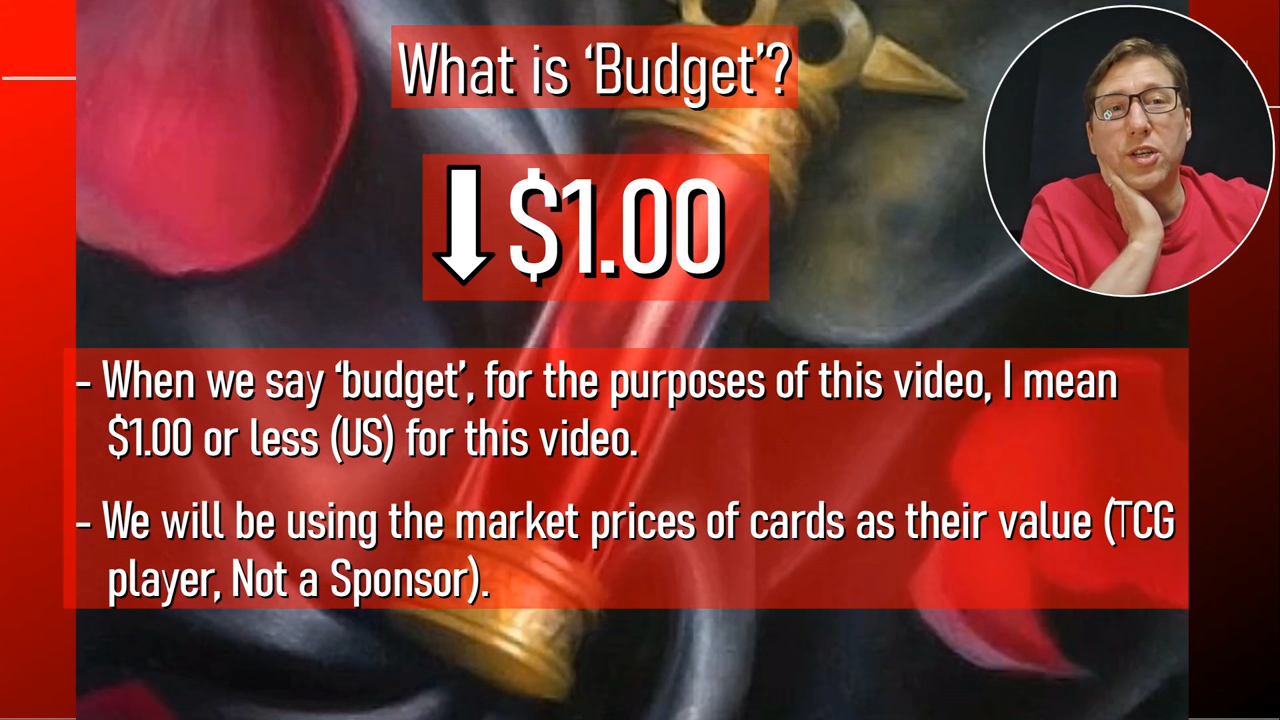 What is ‘Budget’?
$1.00
- When we say ‘budget’, for the purposes of this video, I mean
$1.00 or less (US) for this video.
- We will be using the market prices of cards as their value (TCG
player, Not a Sponsor).